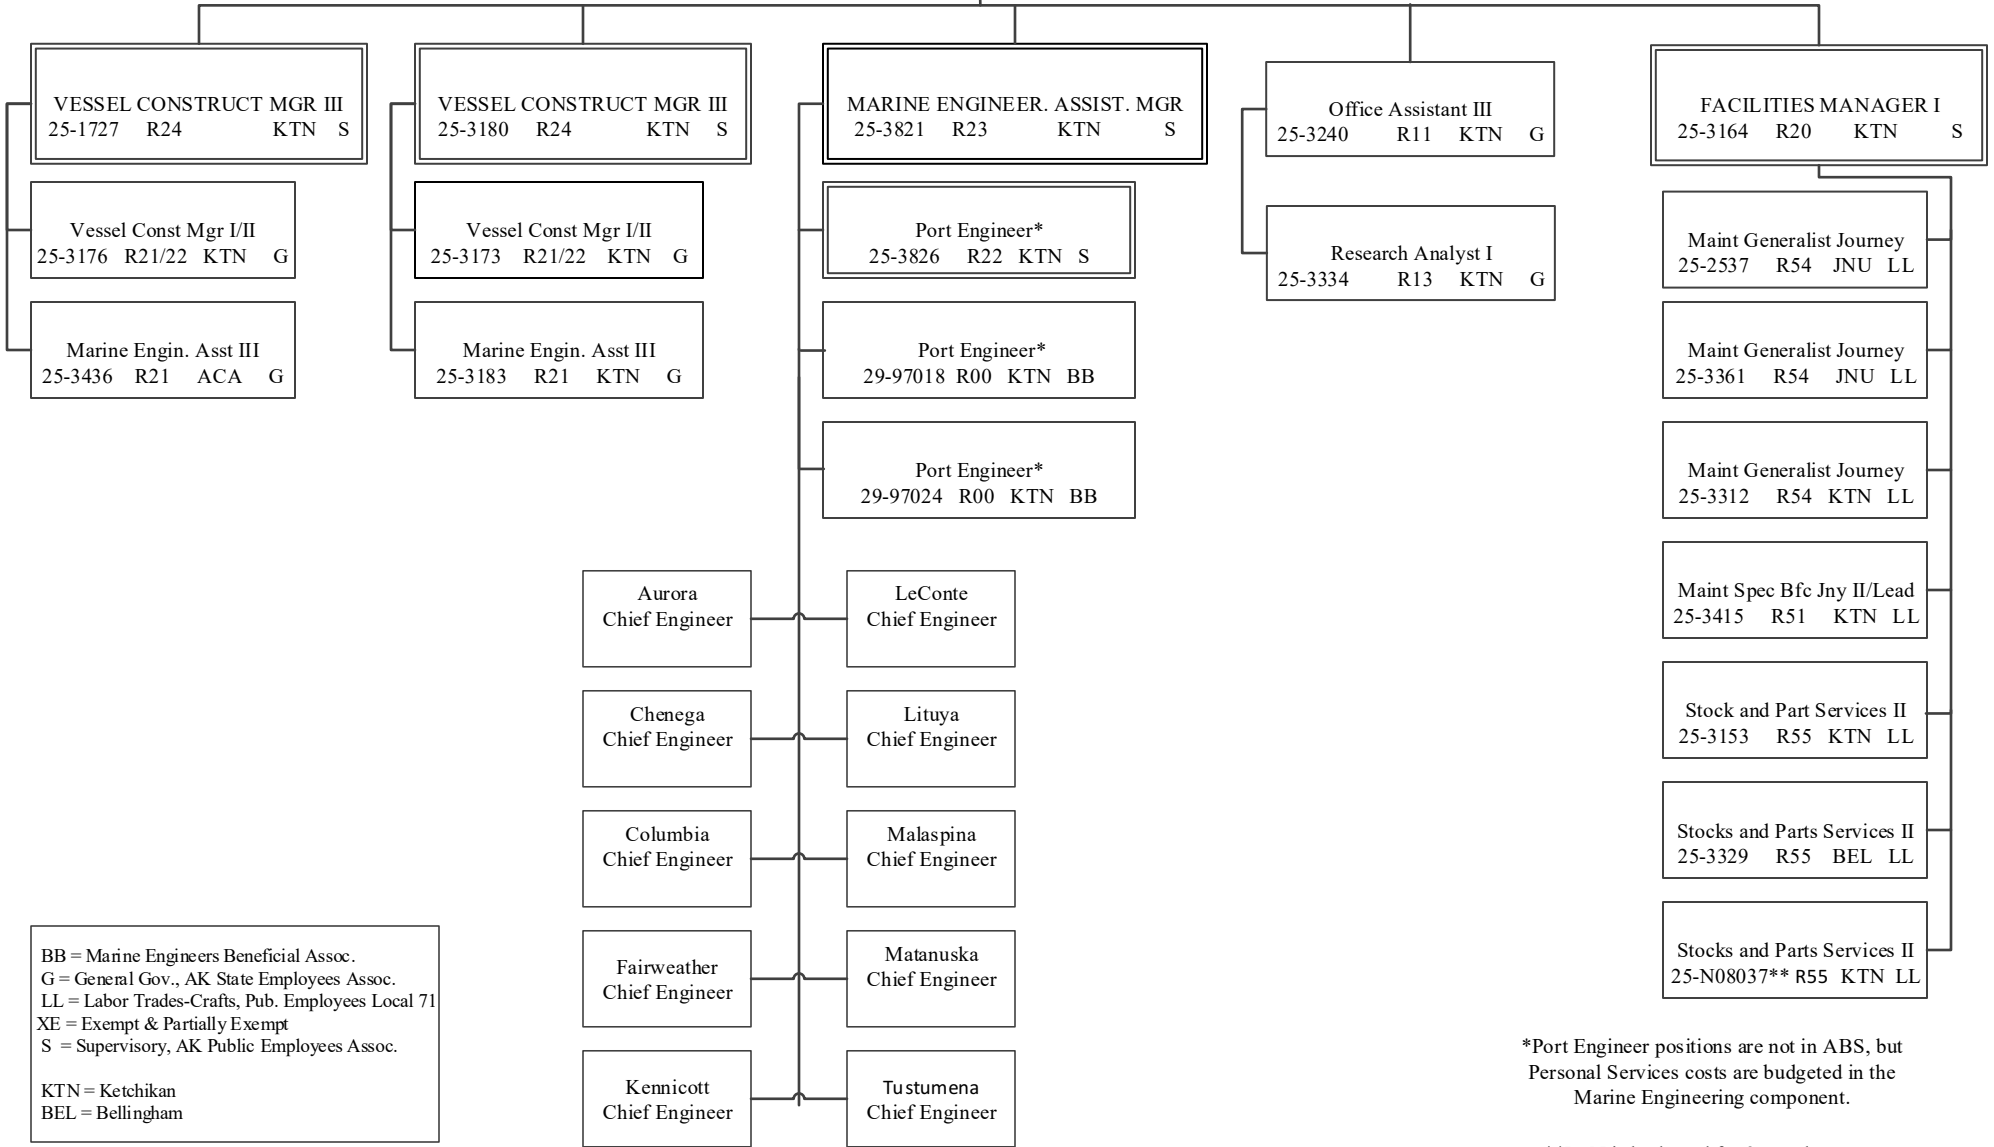 VESSEL CONSTRUCT MGR III
25-1727 R24 KTN S
Vessel Const Mgr I/II
25-3176 R21/22 KTN G
Marine Engin. Asst III
25-3436 R21 ACA G
VESSEL CONSTRUCT MGR III
25-3180 R24 KTN S
Vessel Const Mgr I/II
25-3173 R21/22 KTN G
Marine Engin. Asst III
25-3183 R21 KTN G
MARINE ENGINEER. ASSIST. MGR
25-3821 R23 KTN S
Port Engineer*
25-3826 R22 KTN S
Port Engineer*
29-97018 R00 KTN BB
Port Engineer*
29-97024 R00 KTN BB
Aurora
Chief Engineer
LeConte
Chief Engineer
Chenega
Chief Engineer
Lituya
Chief Engineer
Columbia
Chief Engineer
Malaspina
Chief Engineer
Fairweather
Chief Engineer
Matanuska
Chief Engineer
Kennicott
Chief Engineer
Tustumena
Chief Engineer
Office Assistant III
25-3240 R11 KTN G
Research Analyst I
25-3334 R13 KTN G
FACILITIES MANAGER I
25-3164 R20 KTN S
Maint Generalist Journey
25-2537 R54 JNU LL
Maint Generalist Journey
25-3361 R54 JNU LL
Maint Generalist Journey
25-3312 R54 KTN LL
Maint Spec Bfc Jny II/Lead
25-3415 R51 KTN LL
Stock and Part Services II
25-3153 R55 KTN LL
Stocks and Parts Services II
25-3329 R55 BEL LL
Stocks and Parts Services II
25-N08037** R55 KTN LL
BB = Marine Engineers Beneficial Assoc.
G = General Gov., AK State Employees Assoc.
LL = Labor Trades-Crafts, Pub. Employees Local 71
XE = Exempt & Partially Exempt
S = Supervisory, AK Public Employees Assoc.
KTN = Ketchikan
BEL = Bellingham
*Port Engineer positions are not in ABS, but
Personal Services costs are budgeted in the
Marine Engineering component.